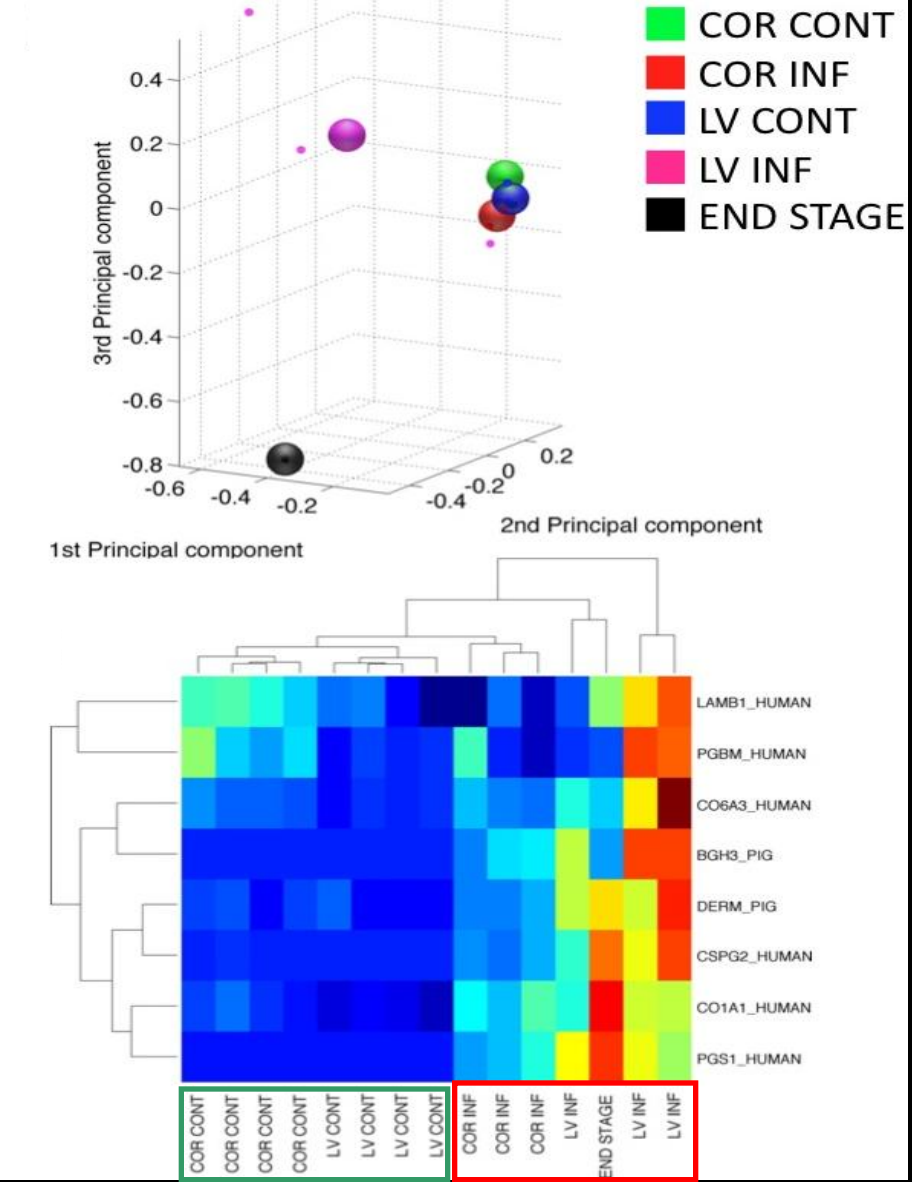 COR CONT
COR INF
LV CONT
LV INF
END STAGE
3rd Principal component
0.4
0.2
0
-0.2
-0.4
-0.6
-0.8
-0.6
-0.4
-0.2
-0.4
-0.2
0
0.2
2nd Principal component
1st Principal component
LAMB1_HUMAN
PGBM_HUMAN
CO6A3_HUMAN
BGH3_PIG
DERM_PIG
CSPG2_HUMAN
CO1A1_HUMAN
PGS1_HUMAN
COR CONT
COR CONT
COR CONT
COR CONT
LV CONT
LV CONT
LV CONT
LV CONT
COR INF
COR INF
COR INF
LV INF
END STAGE
LV INF
LV INF